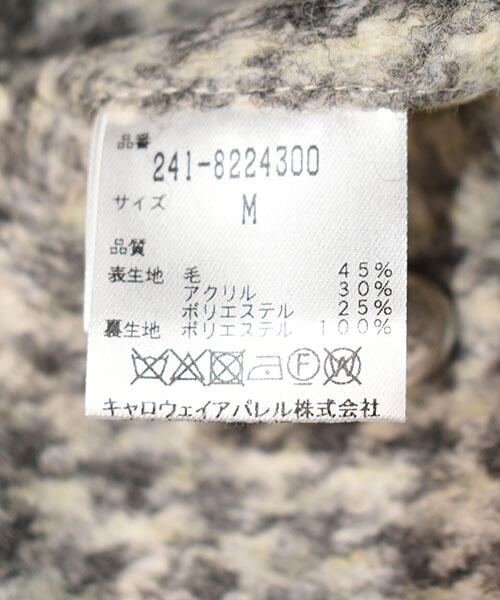 品番
241-8224300
サイズ
M
品質
表生地 毛 45%
アクリル 30%
ポリエステル 25%
裏生地 ポリエステル 100%
キャロウェイアパレル株式会社